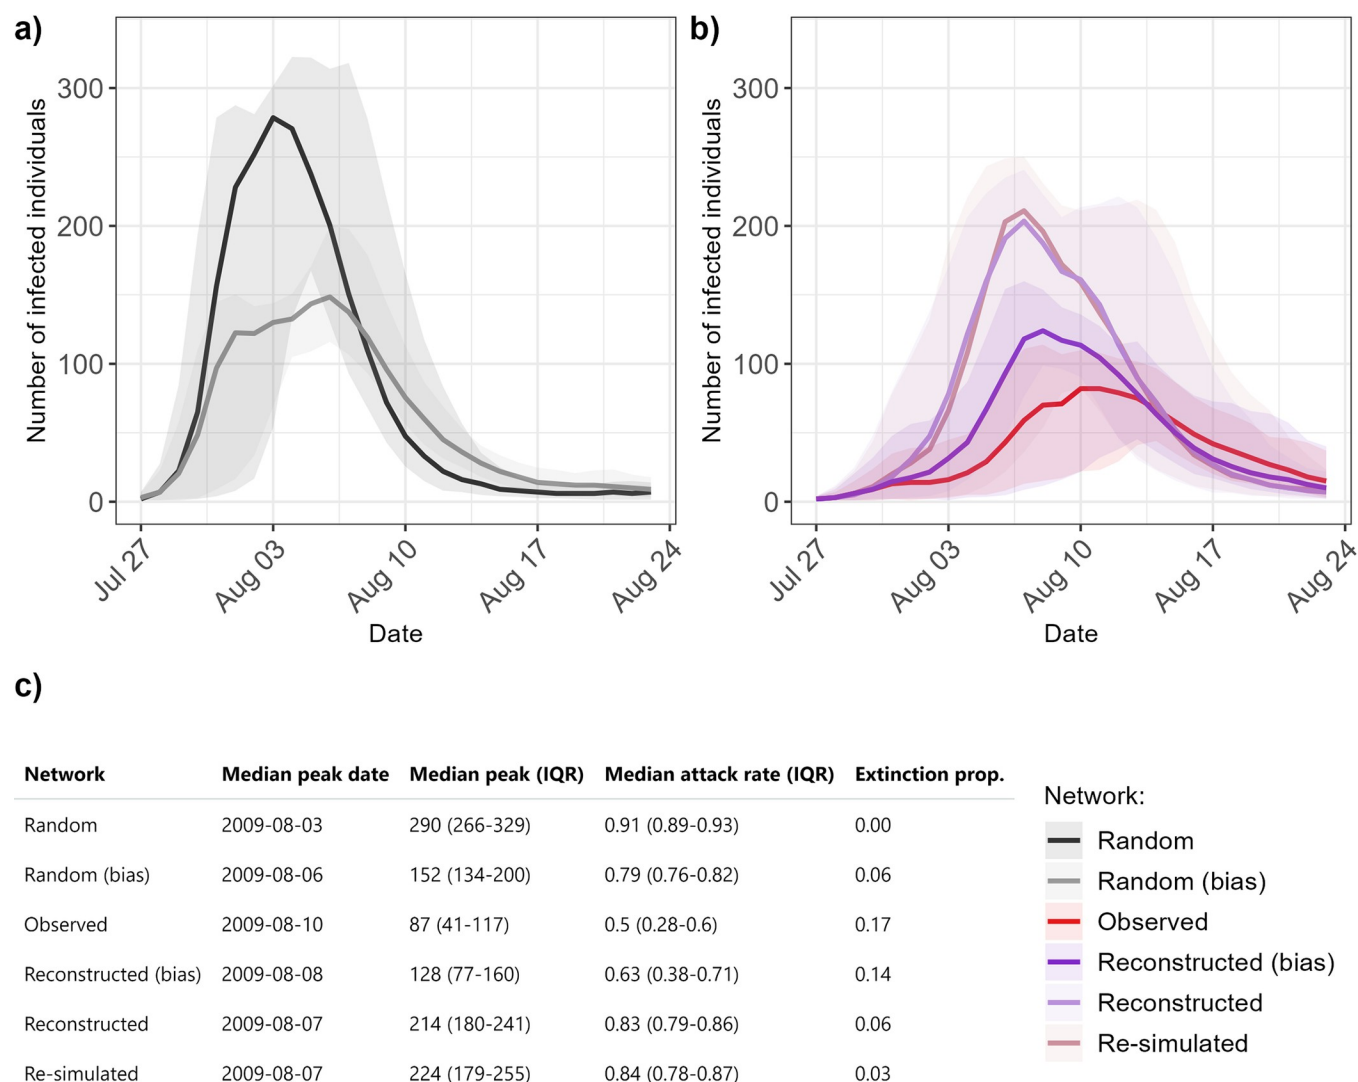 a)
Number of infected individuals
300
200
100
0
Jul 27
Aug 03
Aug 10
Aug 17
Aug 24
Date
b)
Number of infected individuals
300
200
100
0
Jul 27
Aug 03
Aug 10
Aug 17
Aug 24
Date
c)
Network Median peak date Median peak (IQR) Median attack rate (IQR) Extinction prop.
Random 2009-08-03 290 (266-329) 0.91 (0.89-0.93) 0.00
Random (bias) 2009-08-06 152 (134-200) 0.79 (0.76-0.82) 0.06
Observed 2009-08-10 87 (41-117) 0.5 (0.28-0.6) 0.17
Reconstructed (bias) 2009-08-08 128 (77-160) 0.63 (0.38-0.71) 0.14
Reconstructed 2009-08-07 214 (180-241) 0.83 (0.79-0.86) 0.06
Re-simulated 2009-08-07 224 (179-255) 0.84 (0.78-0.87) 0.03
Network:
Random
Random (bias)
Observed
Reconstructed (bias)
Reconstructed
Re-simulated